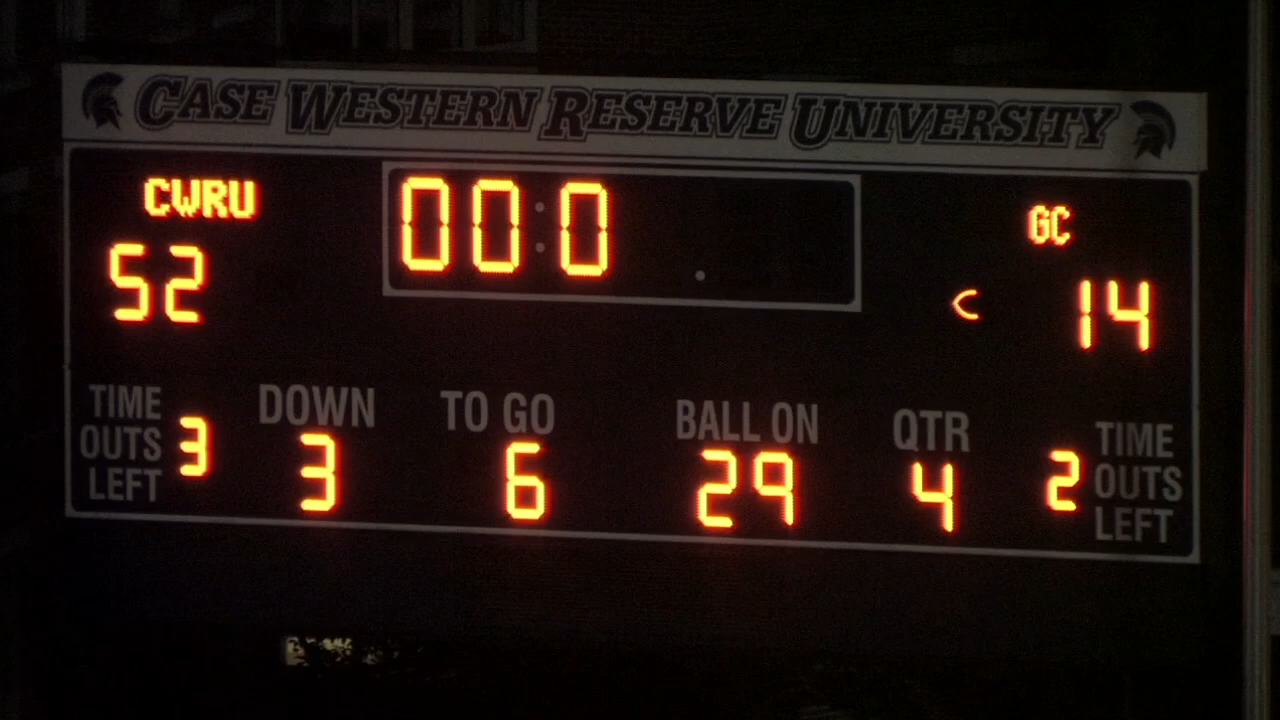 CASE WESTERN RESERVE UNIVERSITY
CWRU 00:0 . GC
52 < 14
TIME OUTS LEFT 3
DOWN 3
TO GO 6
BALL ON 29
QTR 4
2 TIME OUTS LEFT